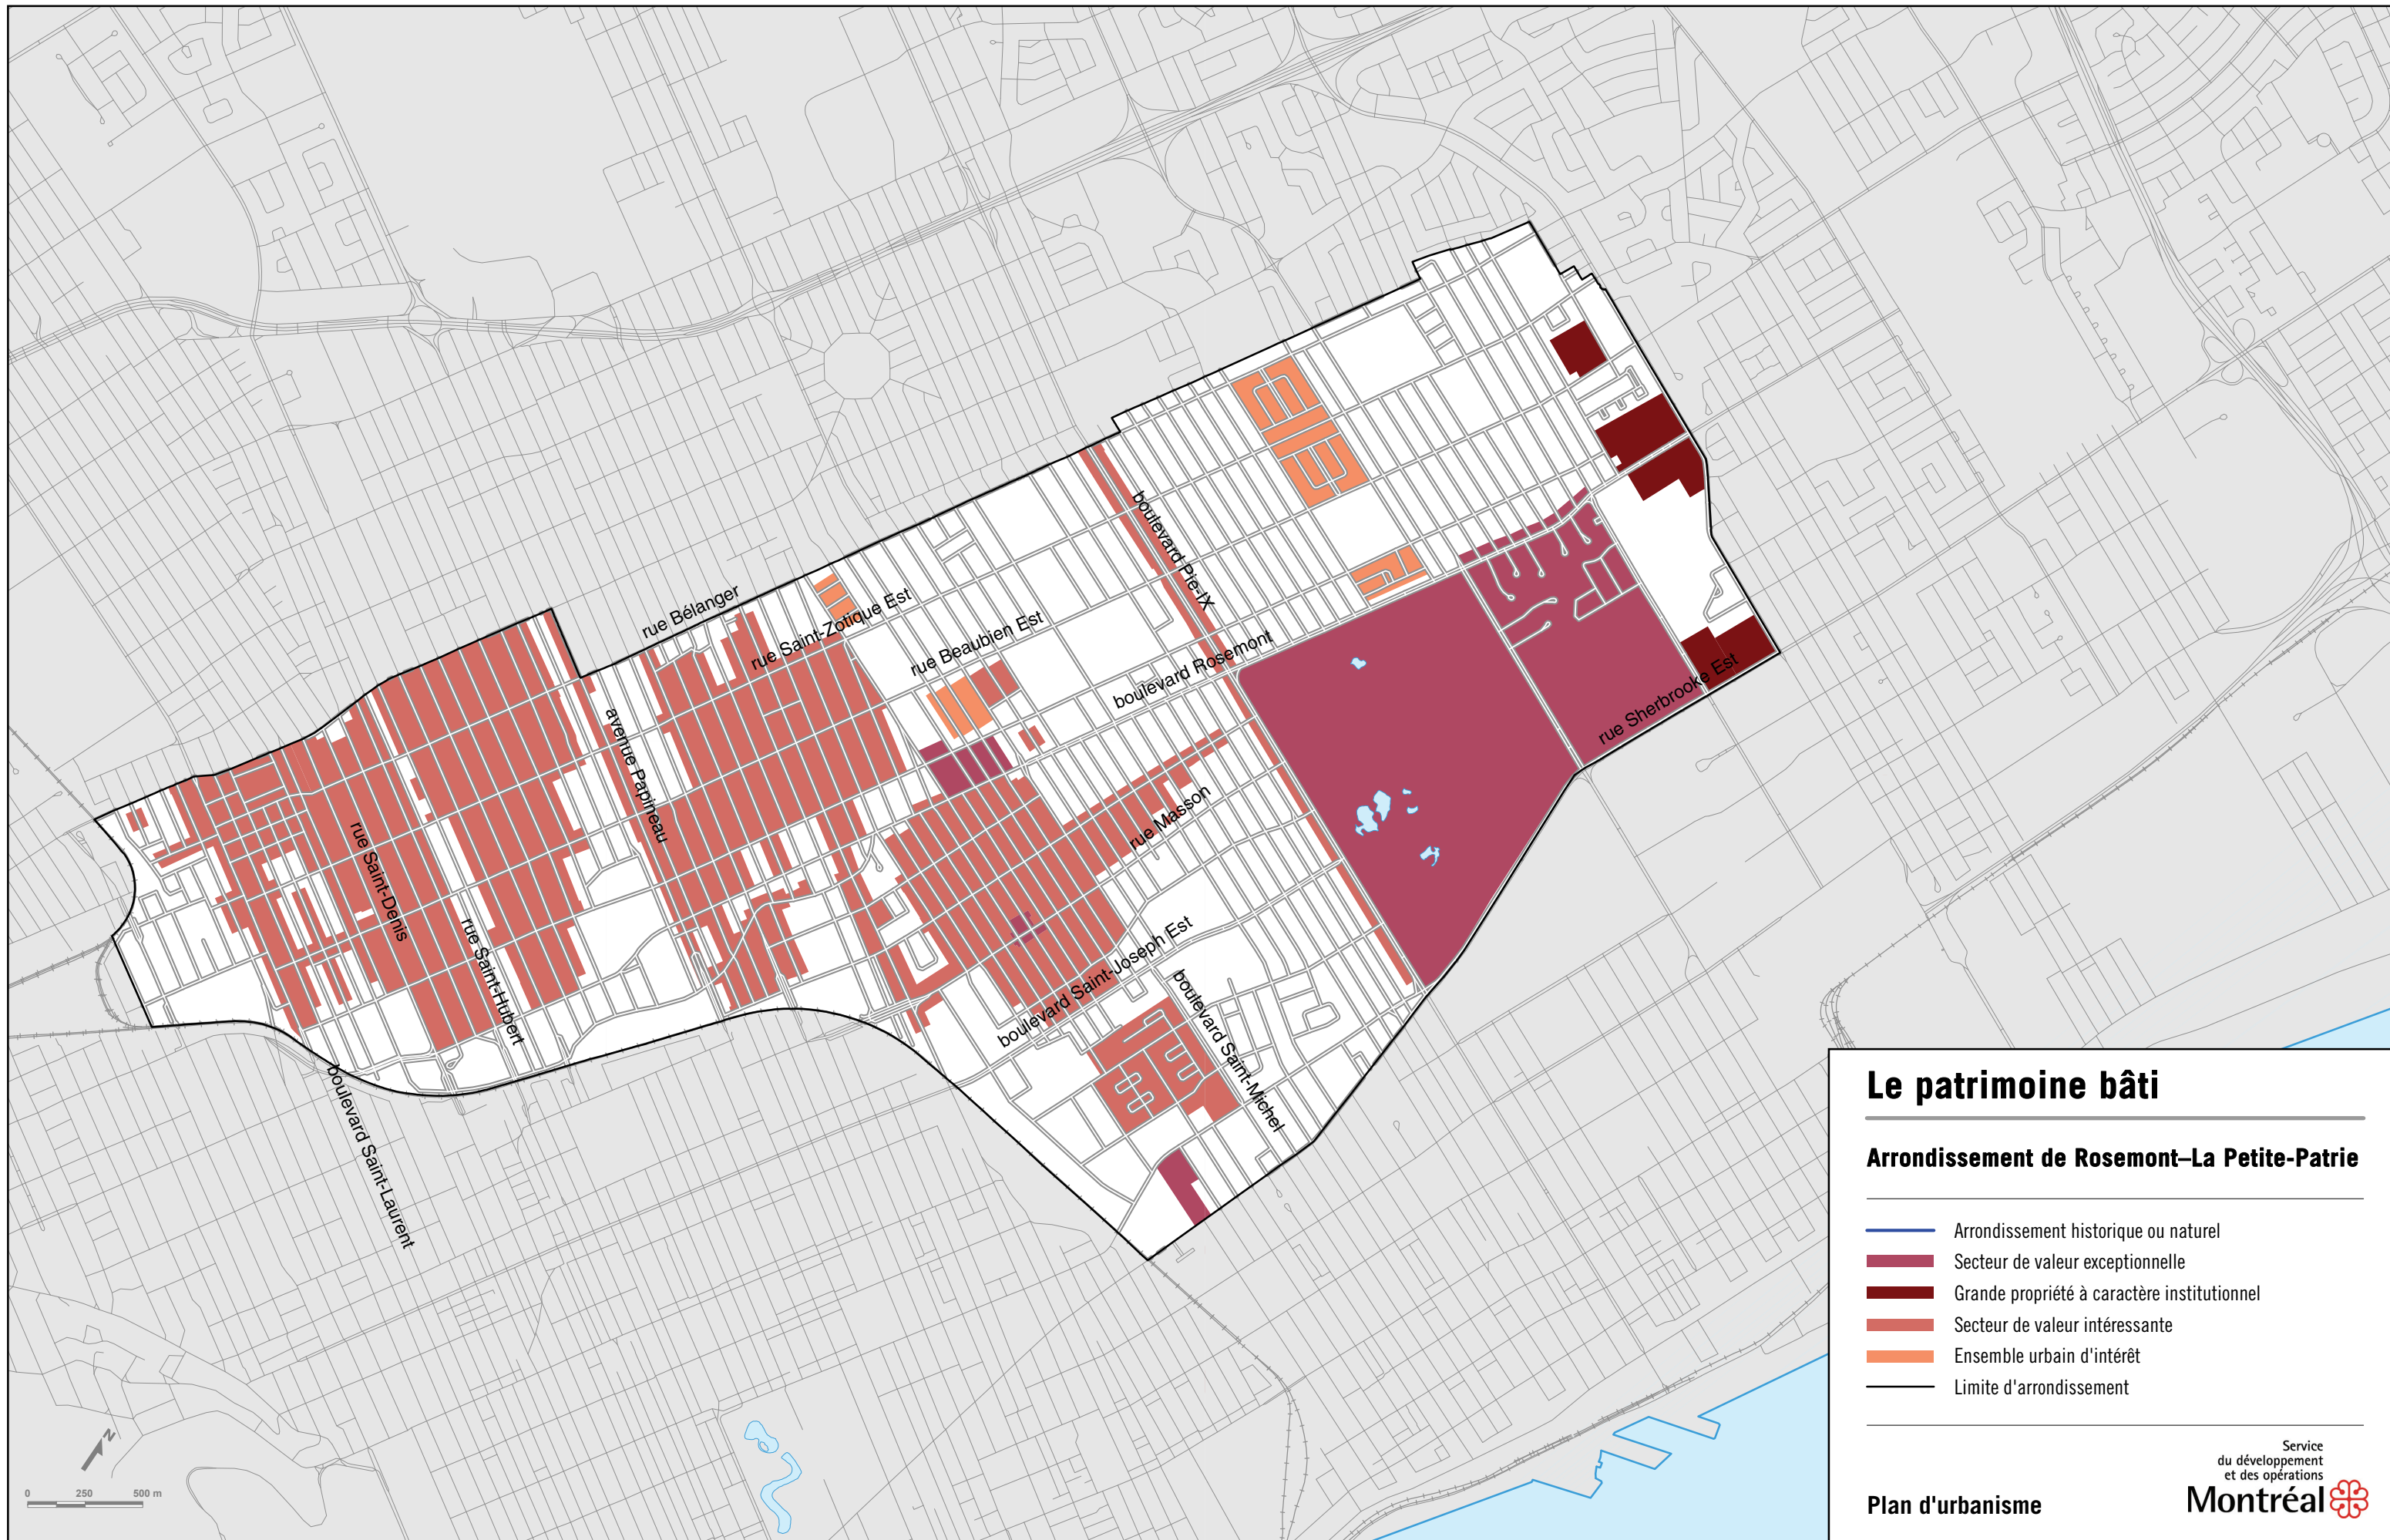 rue Bélanger
rue Saint-Zotique Est
rue Beaubien Est
boulevard Pie-IX
boulevard Rosemont
avenue Papineau
rue Sherbrooke Est
rue Masson
rue Saint-Denis
rue Saint-Hubert
boulevard Saint-Joseph Est
boulevard Saint-Michel
boulevard Saint-Laurent
N
0 250 500 m
Le patrimoine bâti
Arrondissement de Rosemont–La Petite-Patrie
Arrondissement historique ou naturel
Secteur de valeur exceptionnelle
Grande propriété à caractère institutionnel
Secteur de valeur intéressante
Ensemble urbain d'intérêt
Limite d'arrondissement
Plan d'urbanisme
Service
du développement
et des opérations
Montréal